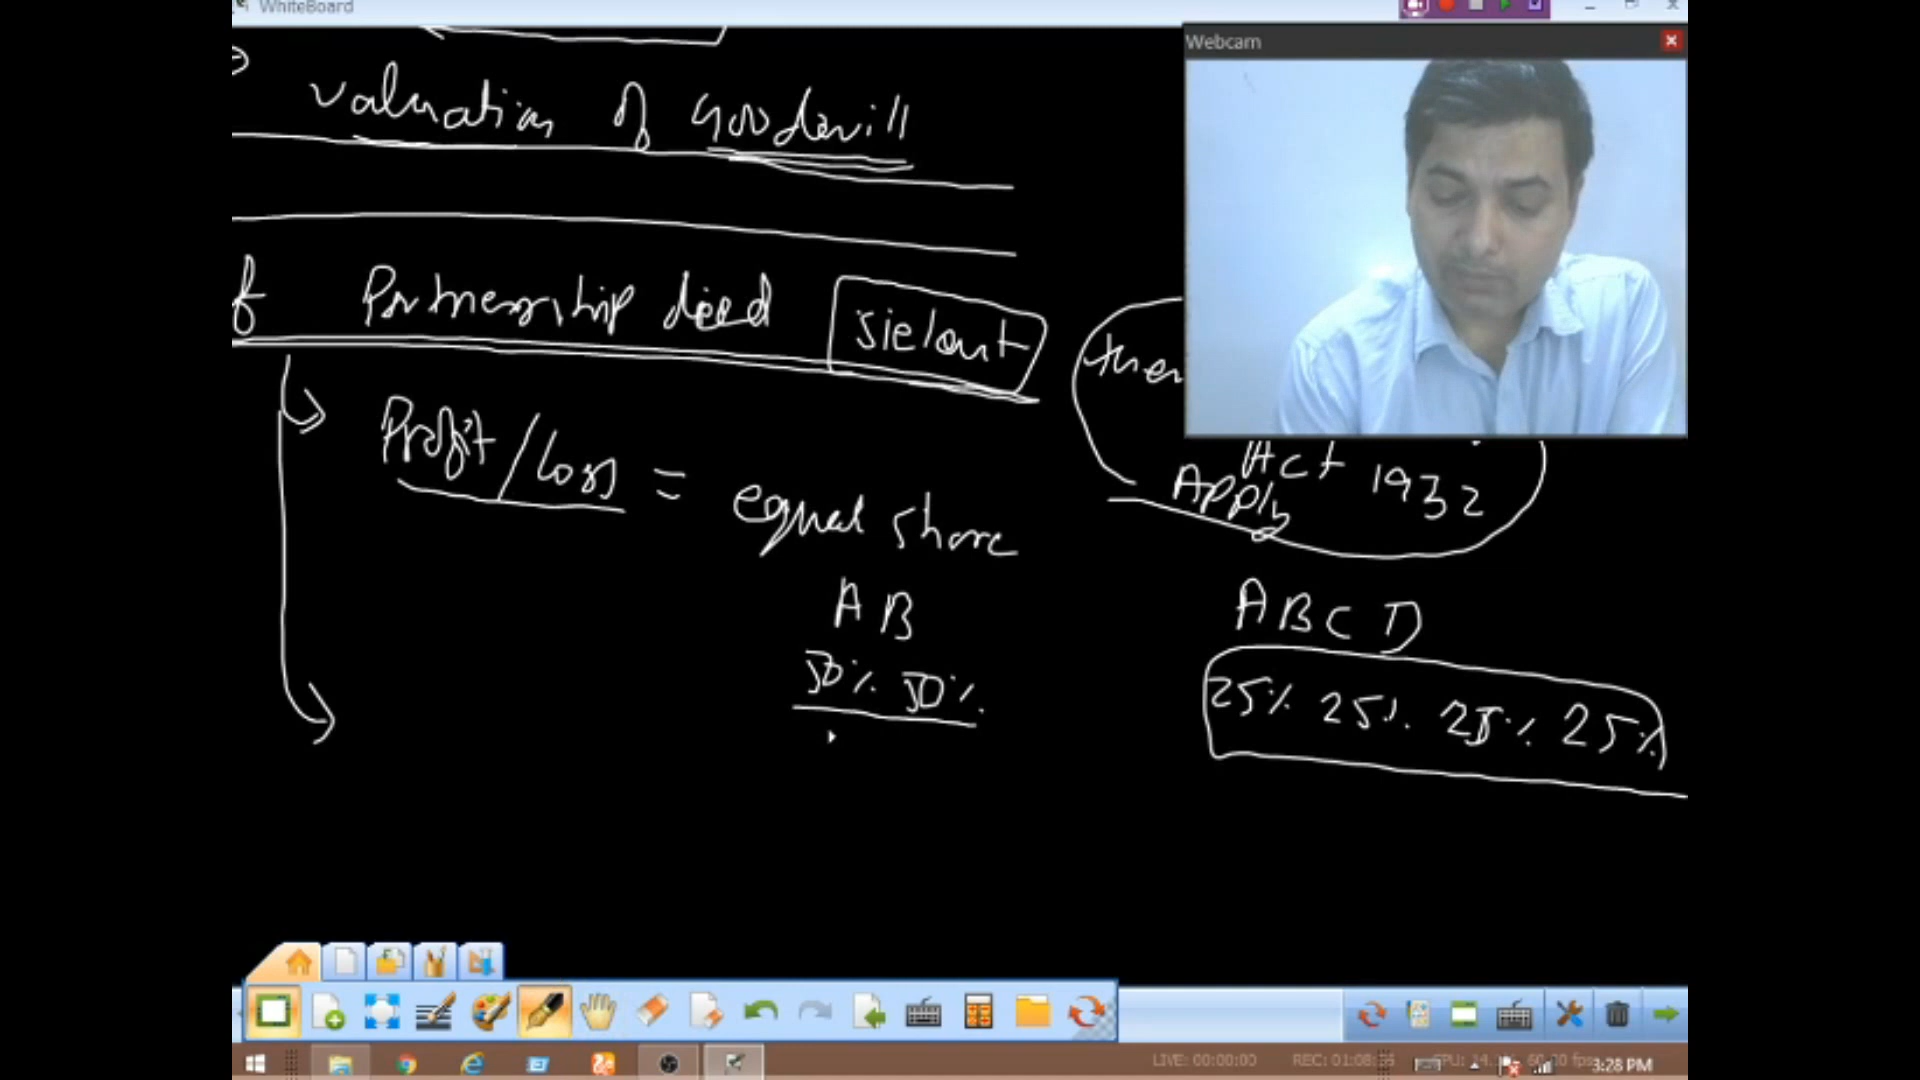 WhiteBoard
Webcam
valuation of Goodwill
f Partnership deed sielant
then
Act 1932
Apply
Profit/Loss = equal share
A B
50% 50%
A B C D
25% 25% 25% 25%
LIVE: 00:00:00
3:28 PM